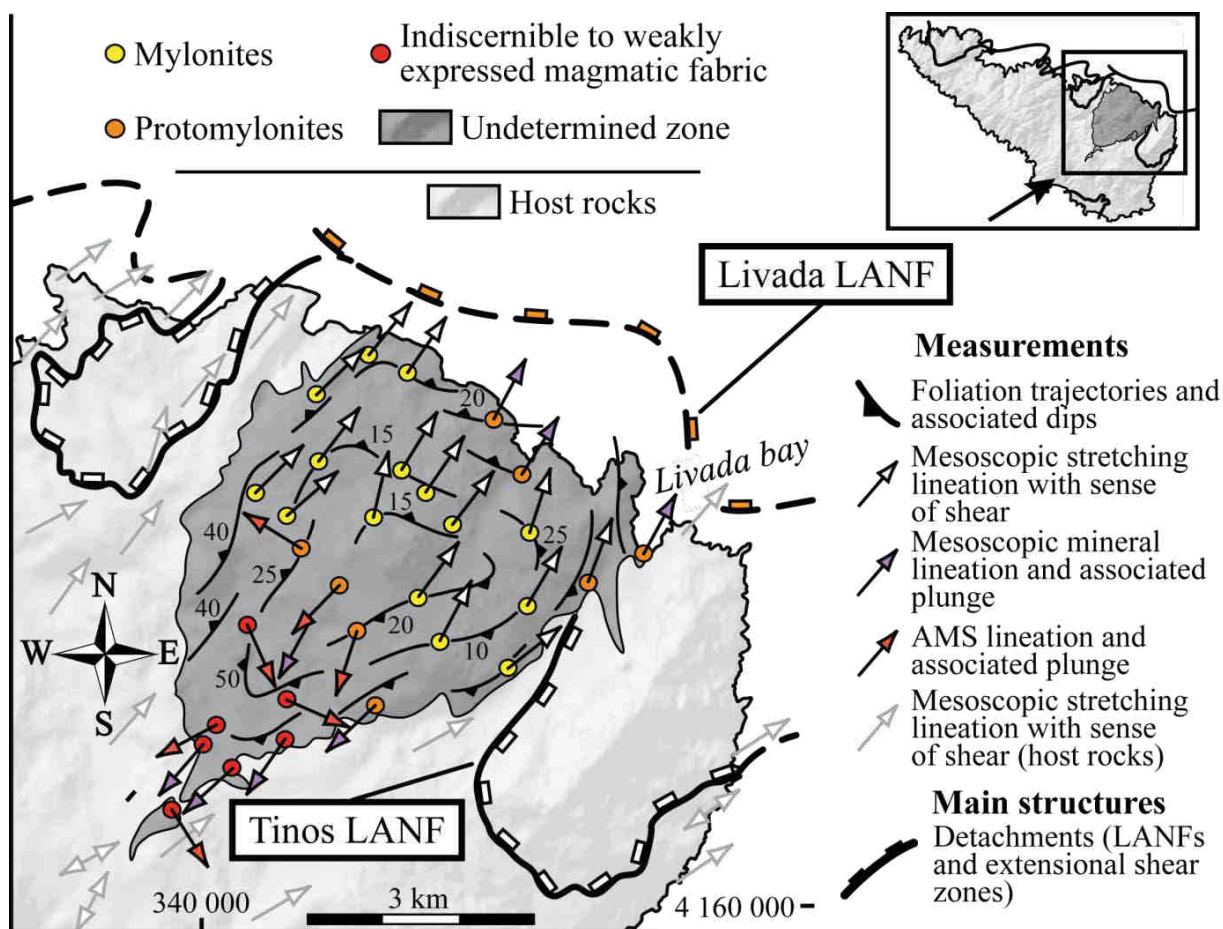 Mylonites
Indiscernible to weakly
expressed magmatic fabric
Protomylonites
Undetermined zone
Host rocks
Livada LANF
Livada bay
Measurements
Foliation trajectories and
associated dips
Mesoscopic stretching
lineation with sense
of shear
Mesoscopic mineral
lineation and associated
plunge
AMS lineation and
associated plunge
Mesoscopic stretching
lineation with sense
of shear (host rocks)
Main structures
Detachments (LANFs
and extensional shear
zones)
20
15
15
40
25
25
40
20
10
50
N
W
E
S
Tinos LANF
340 000
3 km
4 160 000